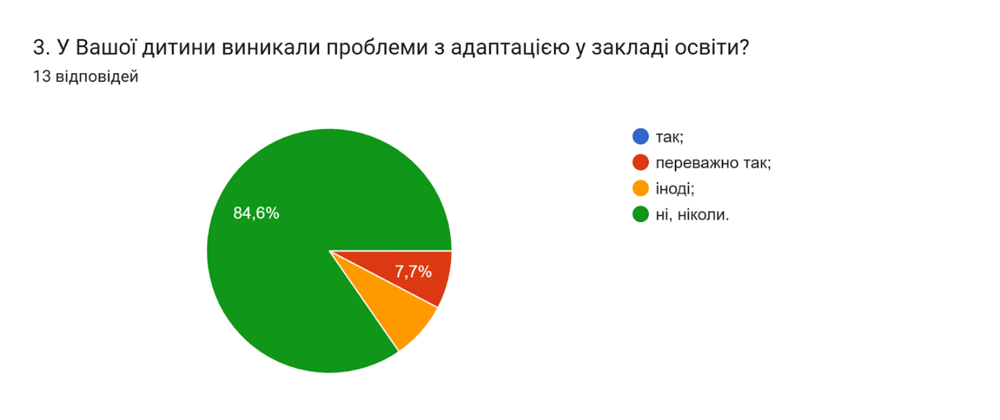 3. У Вашої дитини виникали проблеми з адаптацією у закладі освіти?
13 відповідей
84,6%
7,7%
так;
переважно так;
іноді;
ні, ніколи.